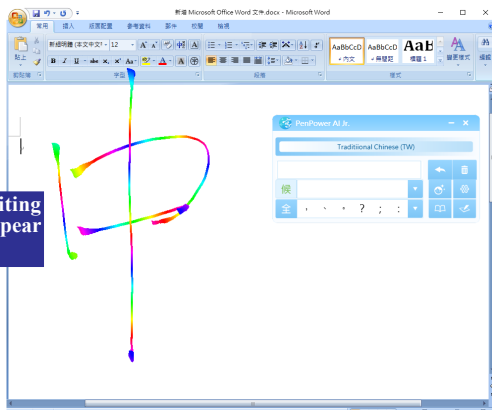 新增 Microsoft Office Word 文件.docx - Microsoft Word
常用 插入 版面配置 參考資料 郵件 校閱 檢視
新細明體 (本文中文) 12
貼上
AaBbCcD AaBbCcD AaB
內文 無間距 標題 1 變更樣式 編輯
剪貼簿 字型 段落 樣式
PenPower AI Jr.
Traditiional Chinese (TW)
候
全 , 、 。 ? ; :
iting
pear
中